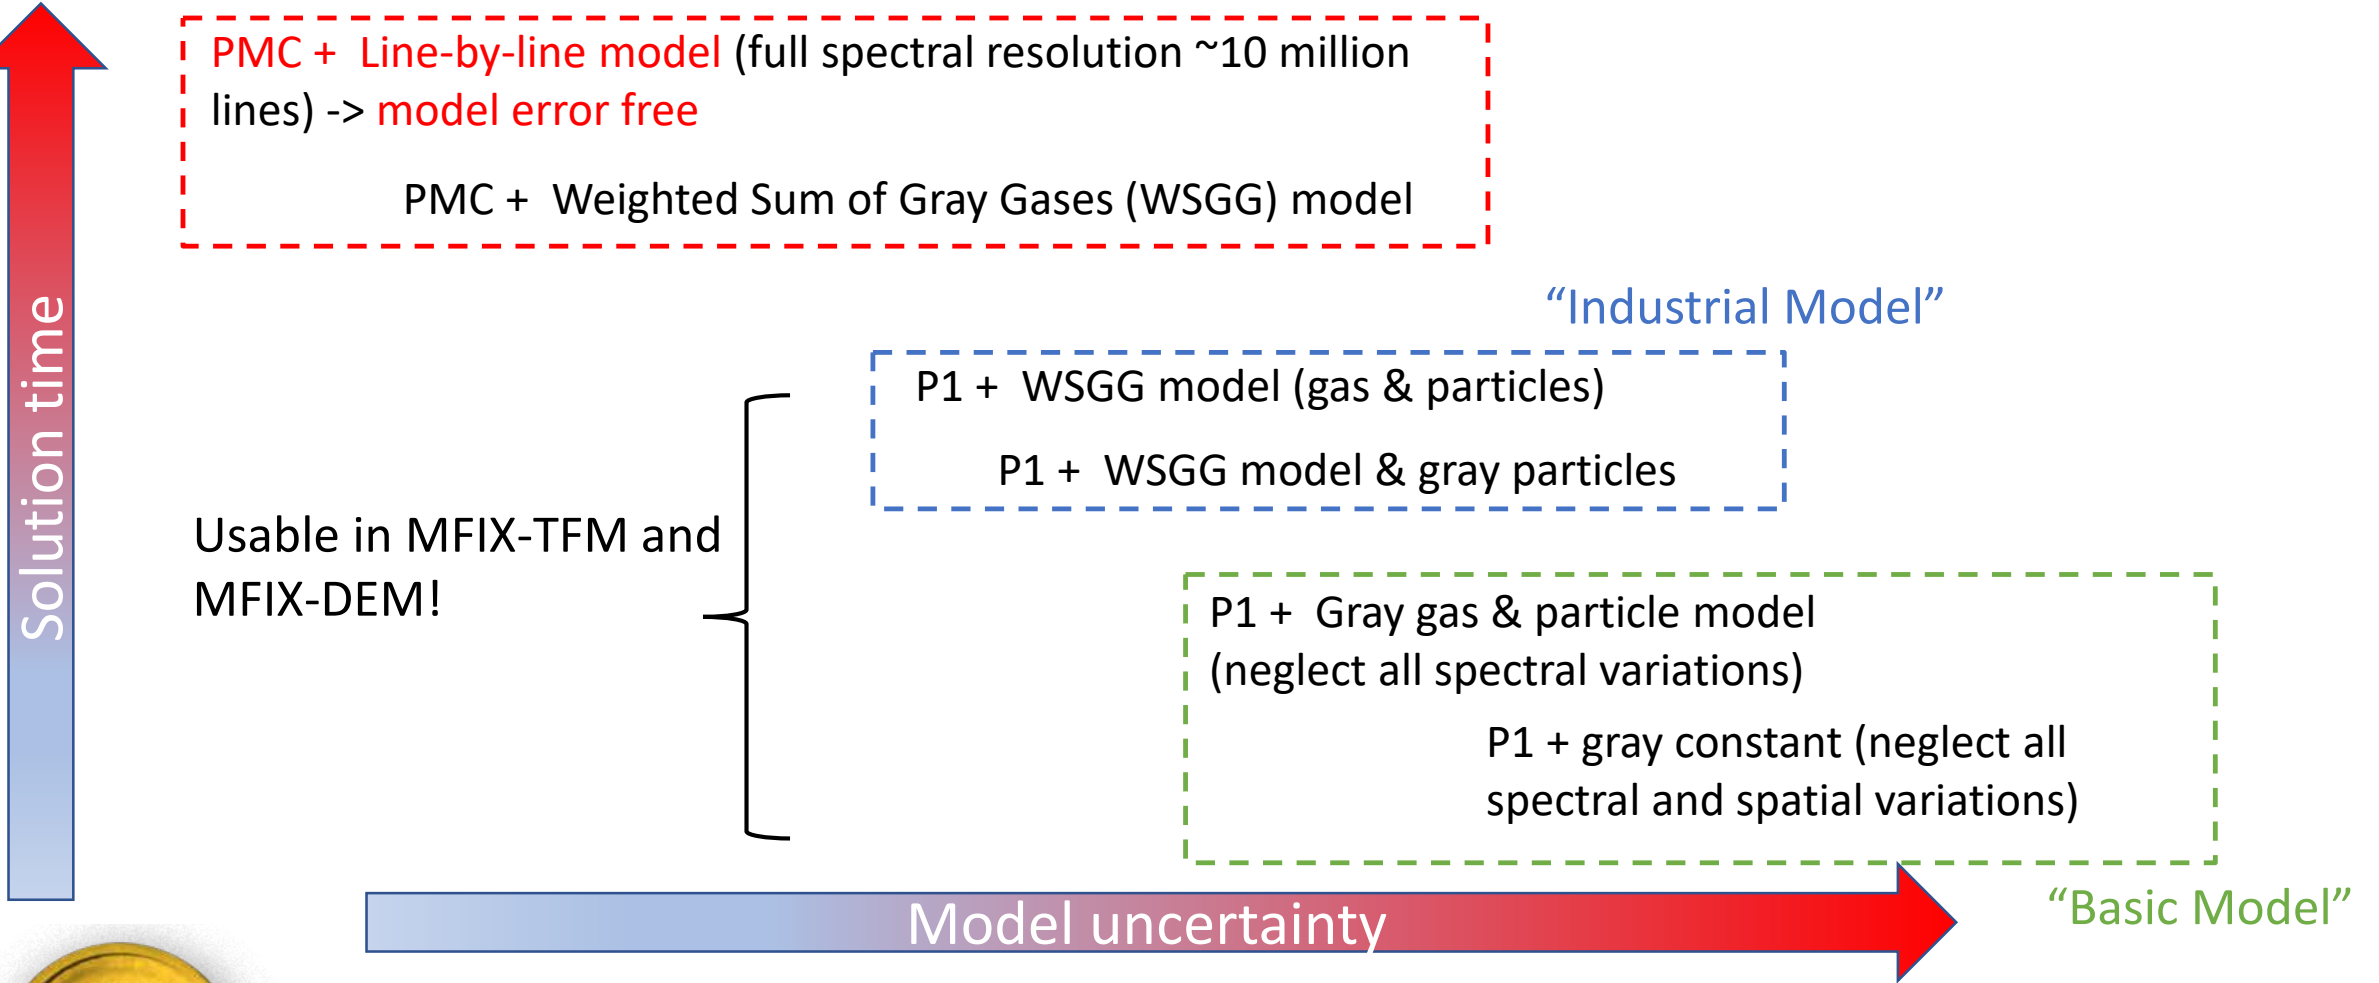 PMC + Line-by-line model (full spectral resolution ~10 million
lines) -> model error free
PMC + Weighted Sum of Gray Gases (WSGG) model
“Industrial Model”
P1 + WSGG model (gas & particles)
P1 + WSGG model & gray particles
Usable in MFIX-TFM and
MFIX-DEM!
P1 + Gray gas & particle model
(neglect all spectral variations)
P1 + gray constant (neglect all
spectral and spatial variations)
“Basic Model”
Solution time
Model uncertainty